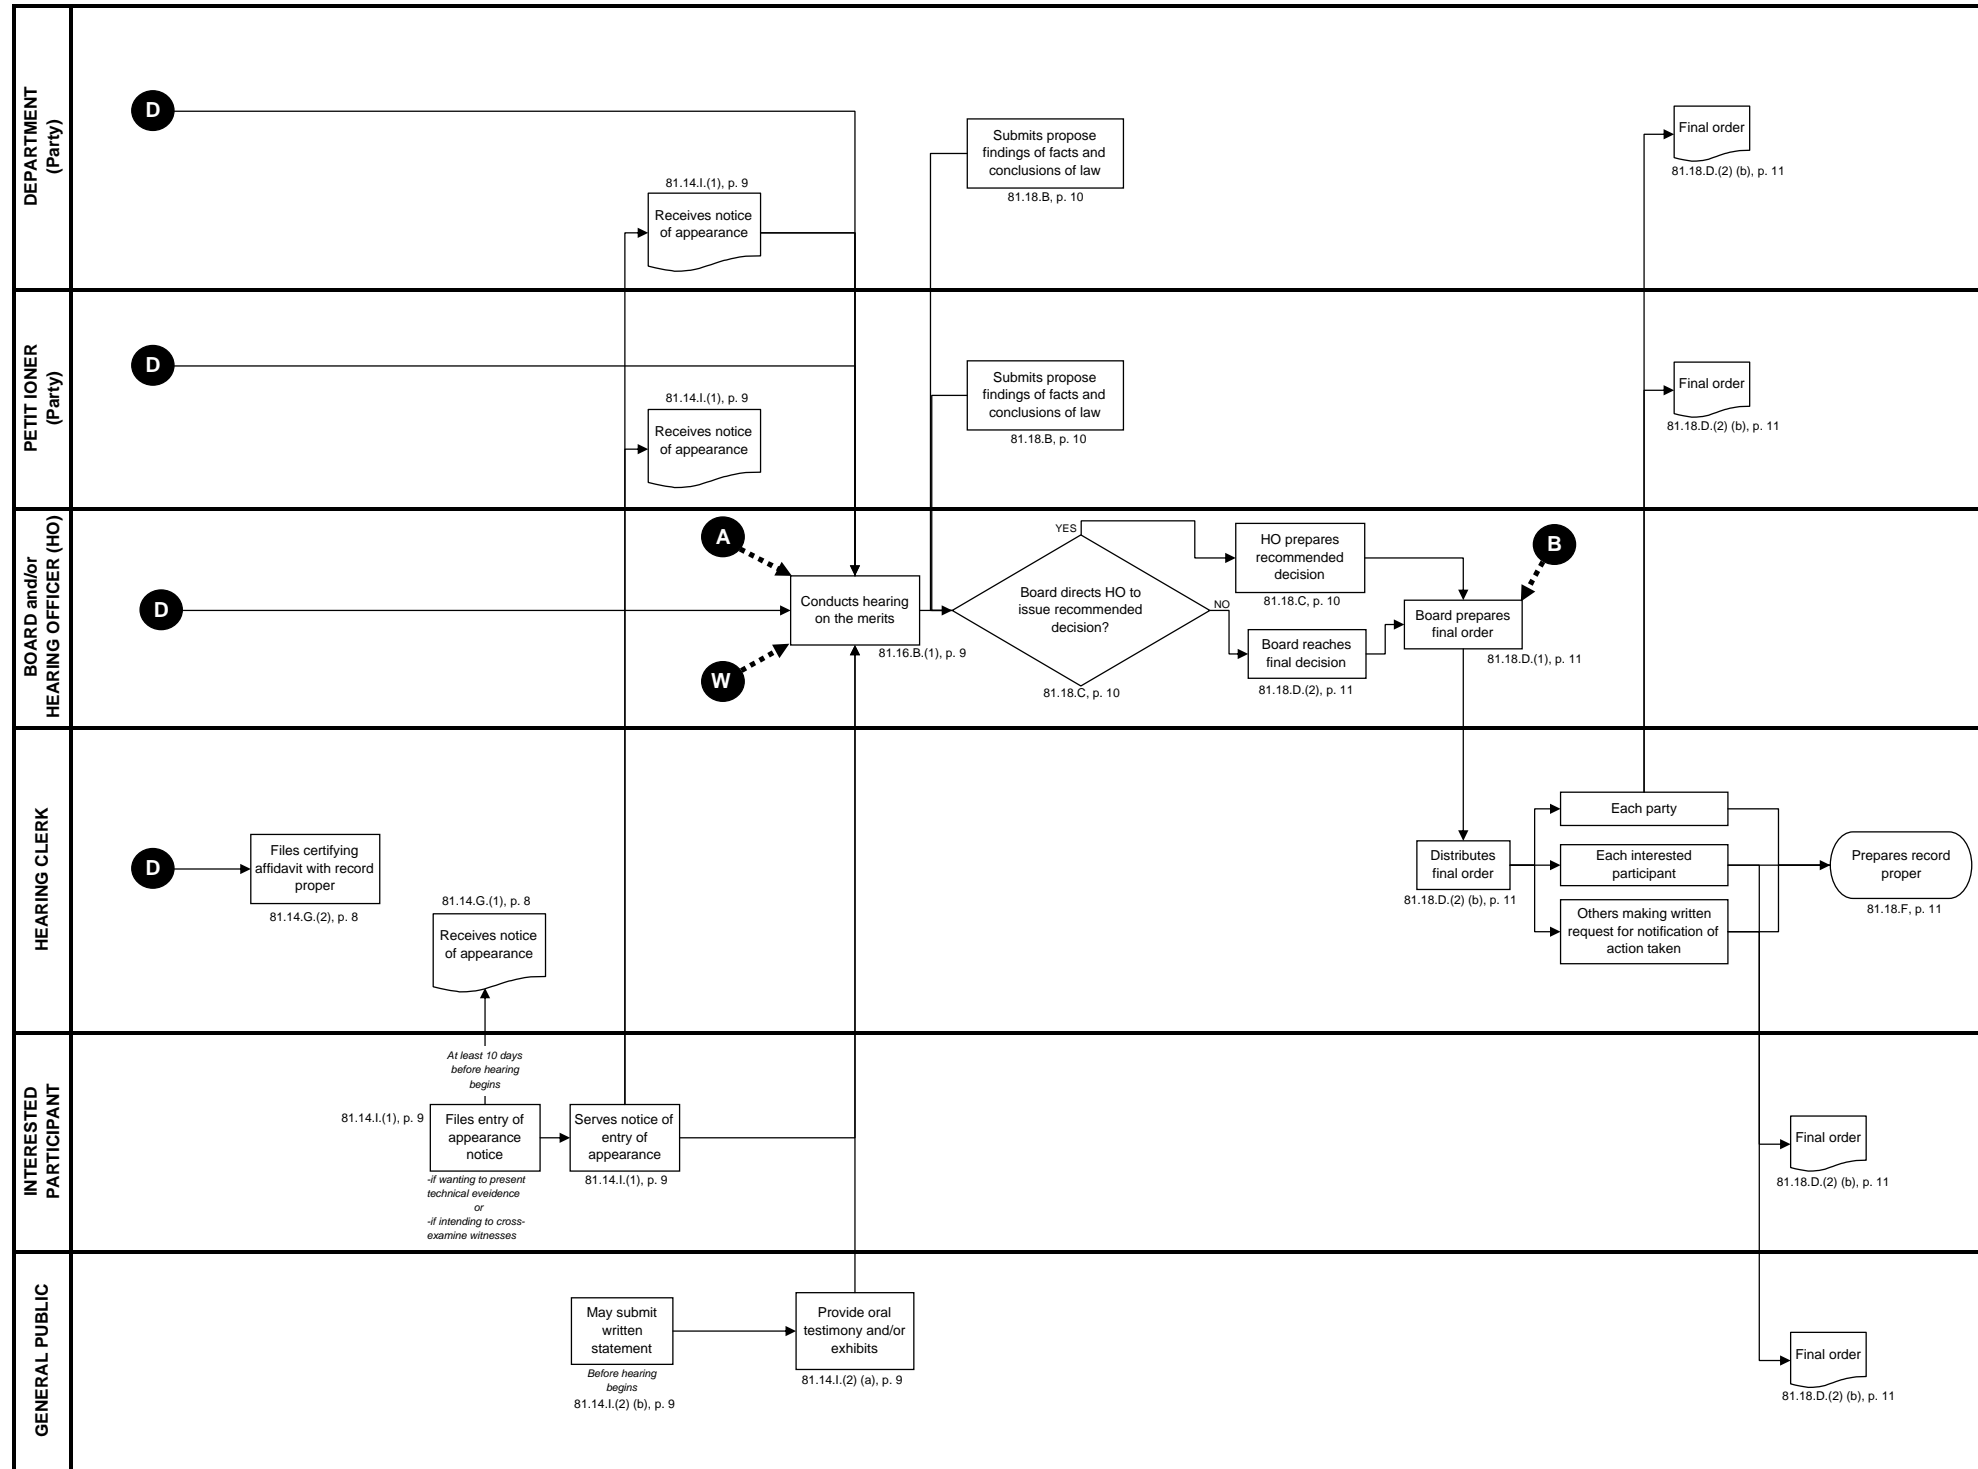 DEPARTMENT
(Party)
D
81.14.I.(1), p. 9
Receives notice
of appearance
Submits propose
findings of facts and
conclusions of law
81.18.B, p. 10
Final order
81.18.D.(2) (b), p. 11
PETIT IONER
(Party)
D
81.14.I.(1), p. 9
Receives notice
of appearance
Submits propose
findings of facts and
conclusions of law
81.18.B, p. 10
Final order
81.18.D.(2) (b), p. 11
BOARD and/or
HEARING OFFICER (HO)
D
A
W
Conducts hearing
on the merits
81.16.B.(1), p. 9
YES
Board directs HO to
issue recommended
decision?
81.18.C, p. 10
NO
HO prepares
recommended
decision
81.18.C, p. 10
Board reaches
final decision
81.18.D.(2), p. 11
B
Board prepares
final order
81.18.D.(1), p. 11
HEARING CLERK
D
Files certifying
affidavit with record
proper
81.14.G.(2), p. 8
81.14.G.(1), p. 8
Receives notice
of appearance
Distributes
final order
81.18.D.(2) (b), p. 11
Each party
Each interested
participant
Others making written
request for notification of
action taken
Prepares record
proper
81.18.F, p. 11
INTERESTED
PARTICIPANT
At least 10 days
before hearing
begins
81.14.I.(1), p. 9
Files entry of
appearance
notice
-if wanting to present
technical eveidence
or
-if intending to cross-
examine witnesses
Serves notice of
entry of
appearance
81.14.I.(1), p. 9
Final order
81.18.D.(2) (b), p. 11
GENERAL PUBLIC
May submit
written
statement
Before hearing
begins
81.14.I.(2) (b), p. 9
Provide oral
testimony and/or
exhibits
81.14.I.(2) (a), p. 9
Final order
81.18.D.(2) (b), p. 11